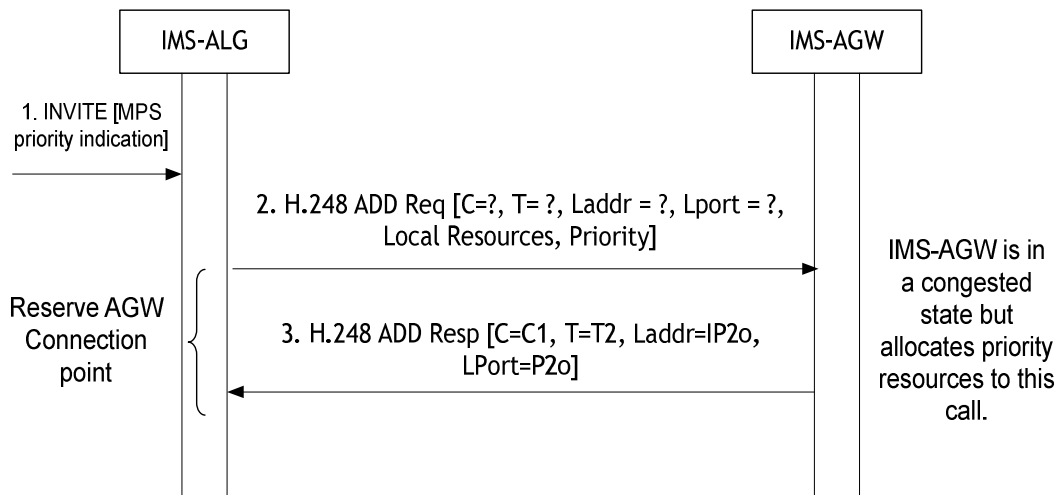 IMS-ALG
IMS-AGW
1. INVITE [MPS
priority indication]
2. H.248 ADD Req [C=?, T= ?, Laddr = ?, Lport = ?,
Local Resources, Priority]
IMS-AGW is in
a congested
state but
allocates priority
resources to this
call.
Reserve AGW
Connection
point
3. H.248 ADD Resp [C=C1, T=T2, Laddr=IP2o,
LPort=P2o]